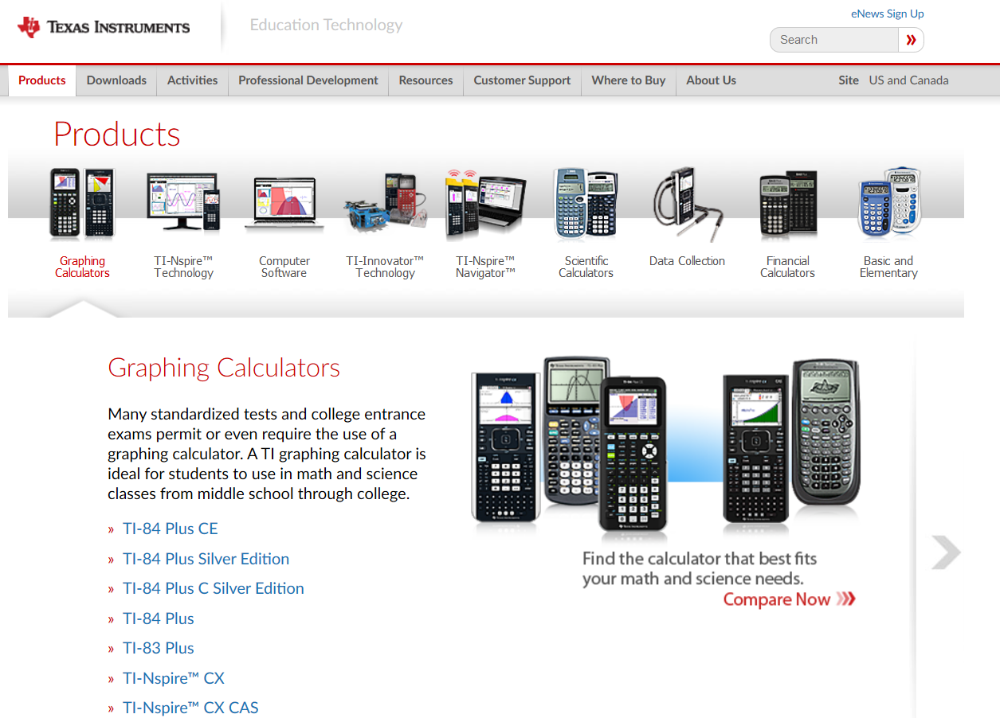 TEXAS INSTRUMENTS
Education Technology
eNews Sign Up
Search
Products
Downloads
Activities
Professional Development
Resources
Customer Support
Where to Buy
About Us
Site US and Canada
Products
Graphing
Calculators
TI-Nspire™
Technology
Computer
Software
TI-Innovator™
Technology
TI-Nspire™
Navigator™
Scientific
Calculators
Data Collection
Financial
Calculators
Basic and
Elementary
Graphing Calculators
Many standardized tests and college entrance
exams permit or even require the use of a
graphing calculator. A TI graphing calculator is
ideal for students to use in math and science
classes from middle school through college.
» TI-84 Plus CE
» TI-84 Plus Silver Edition
» TI-84 Plus C Silver Edition
» TI-84 Plus
» TI-83 Plus
» TI-Nspire™ CX
» TI-Nspire™ CX CAS
Find the calculator that best fits
your math and science needs.
Compare Now